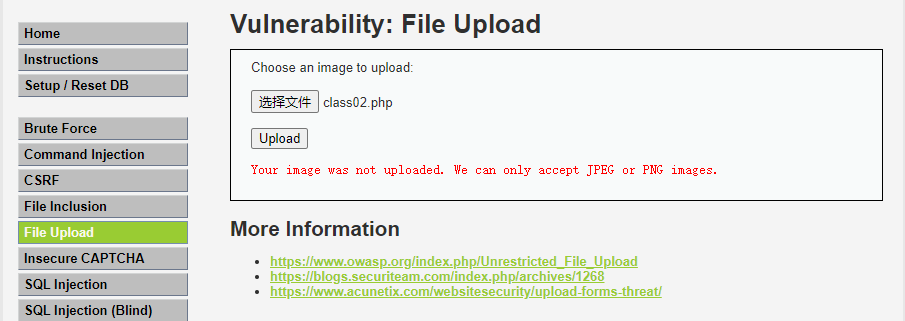 Home
Instructions
Setup / Reset DB
Brute Force
Command Injection
CSRF
File Inclusion
File Upload
Insecure CAPTCHA
SQL Injection
SQL Injection (Blind)
Vulnerability: File Upload
Choose an image to upload:
选择文件 class02.php
Upload
Your image was not uploaded. We can only accept JPEG or PNG images.
More Information
https://www.owasp.org/index.php/Unrestricted_File_Upload
https://blogs.securiteam.com/index.php/archives/1268
https://www.acunetix.com/websitesecurity/upload-forms-threat/